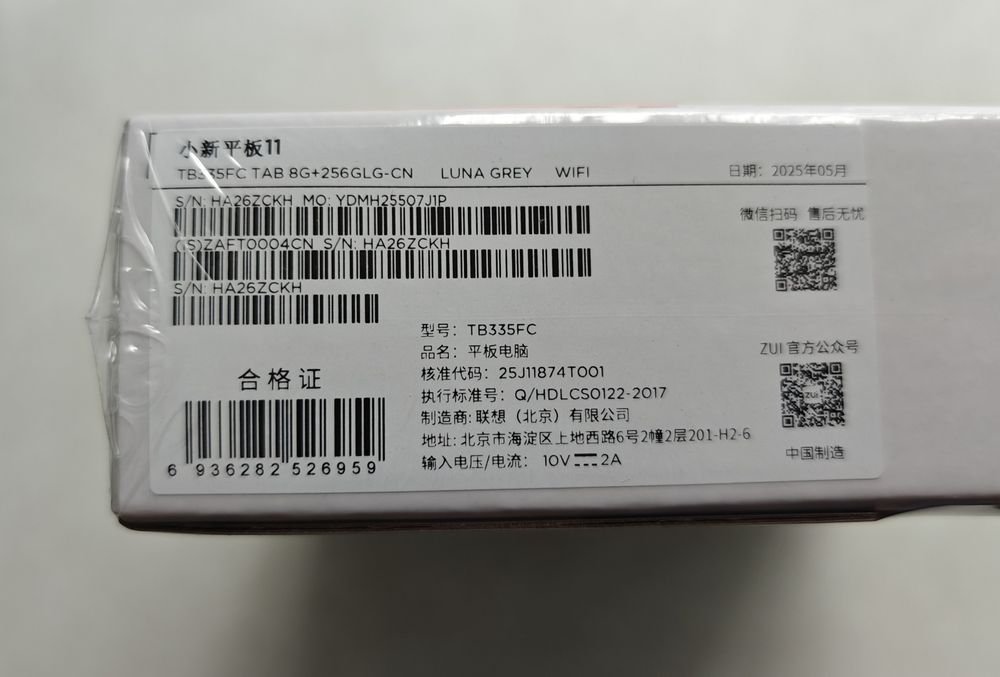 小新平板11
TB335FC TAB 8G+256GLG-CN LUNA GREY WIFI 日期：2025年05月
S/N: HA26ZCKH MO: YDMH25507J1P
(1S)ZAFT0004CN S/N: HA26ZCKH
S/N: HA26ZCKH
微信扫码 售后无忧
型号：TB335FC
品名：平板电脑
核准代码：25J11874T001
执行标准号：Q/HDLCS0122-2017
制造商: 联想（北京）有限公司
地址: 北京市海淀区上地西路6号2幢2层201-H2-6
输入电压/电流： 10V 2A
合格证
6 936282 526959
ZUI 官方公众号
ZUI
中国制造